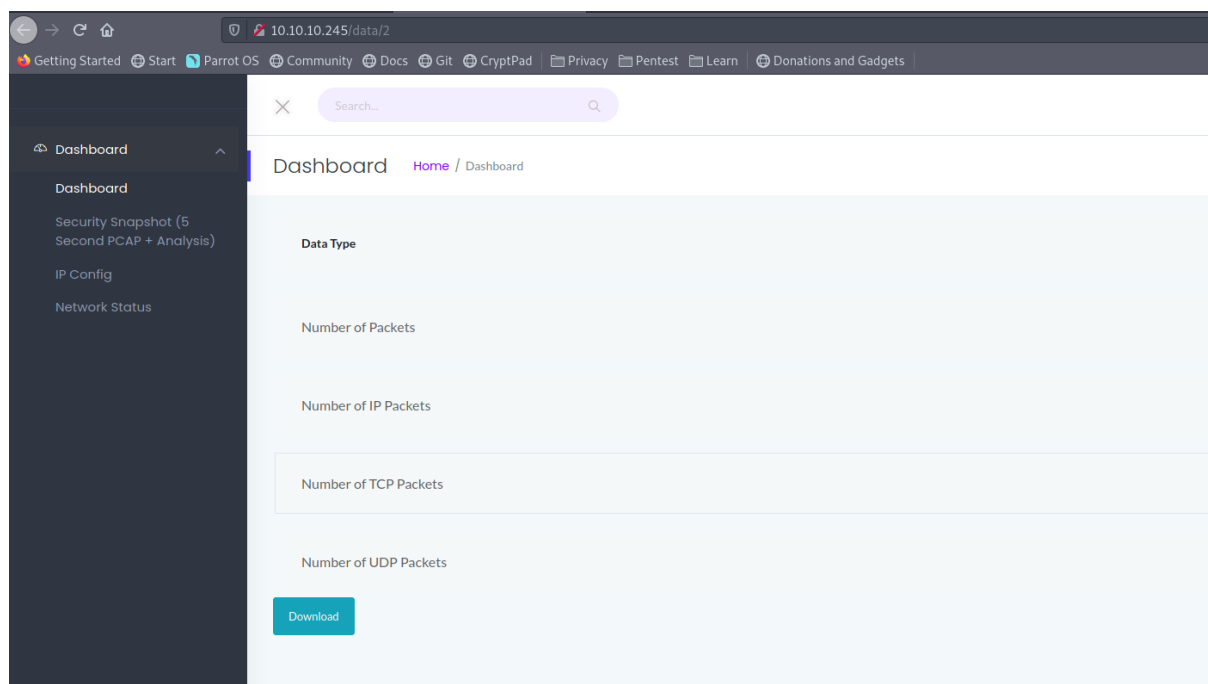 10.10.10.245/data/2
Getting Started Start Parrot OS Community Docs Git CryptPad Privacy Pentest Learn Donations and Gadgets
Search...
Dashboard
Dashboard Home / Dashboard
Dashboard
Security Snapshot (5
Second PCAP + Analysis)
IP Config
Network Status
Data Type
Number of Packets
Number of IP Packets
Number of TCP Packets
Number of UDP Packets
Download